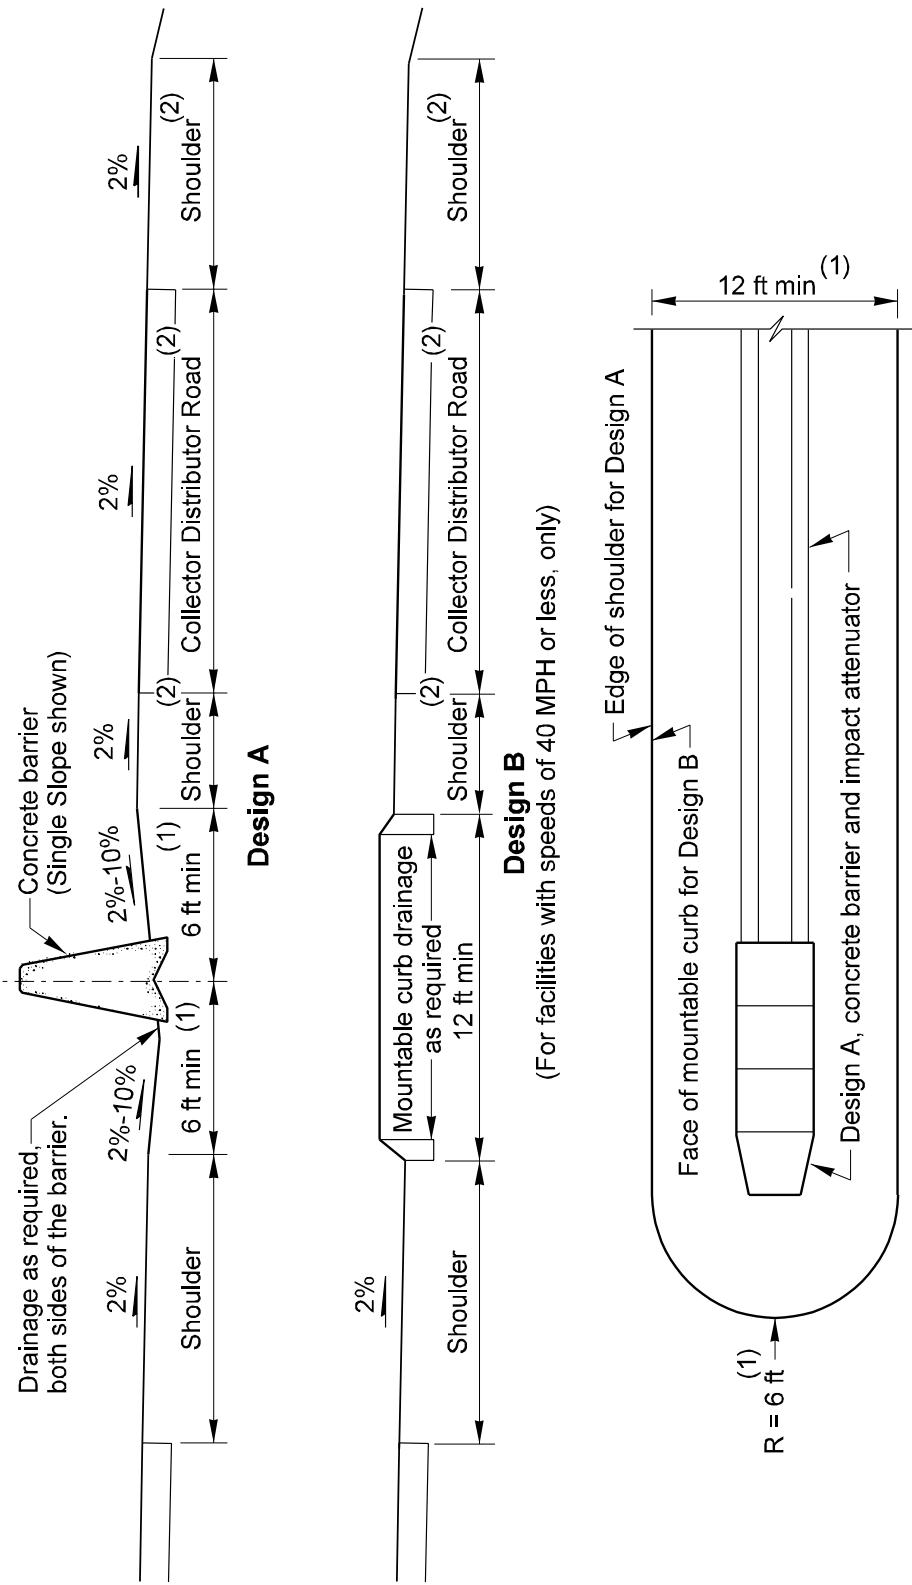 Drainage as required,
both sides of the barrier.
Concrete barrier
(Single Slope shown)
2%
2%-10%
2%-10%
2%
2%
2%
Shoulder
6 ft min (1)
6 ft min (1)
Shoulder (2)
Collector Distributor Road (2)
Shoulder (2)
Design A
2%
Shoulder
Mountable curb drainage
as required
12 ft min
Shoulder (2)
Collector Distributor Road (2)
Shoulder (2)
Design B
(For facilities with speeds of 40 MPH or less, only)
Edge of shoulder for Design A
Face of mountable curb for Design B
R = 6 ft (1)
12 ft min (1)
Design A, concrete barrier and impact attenuator